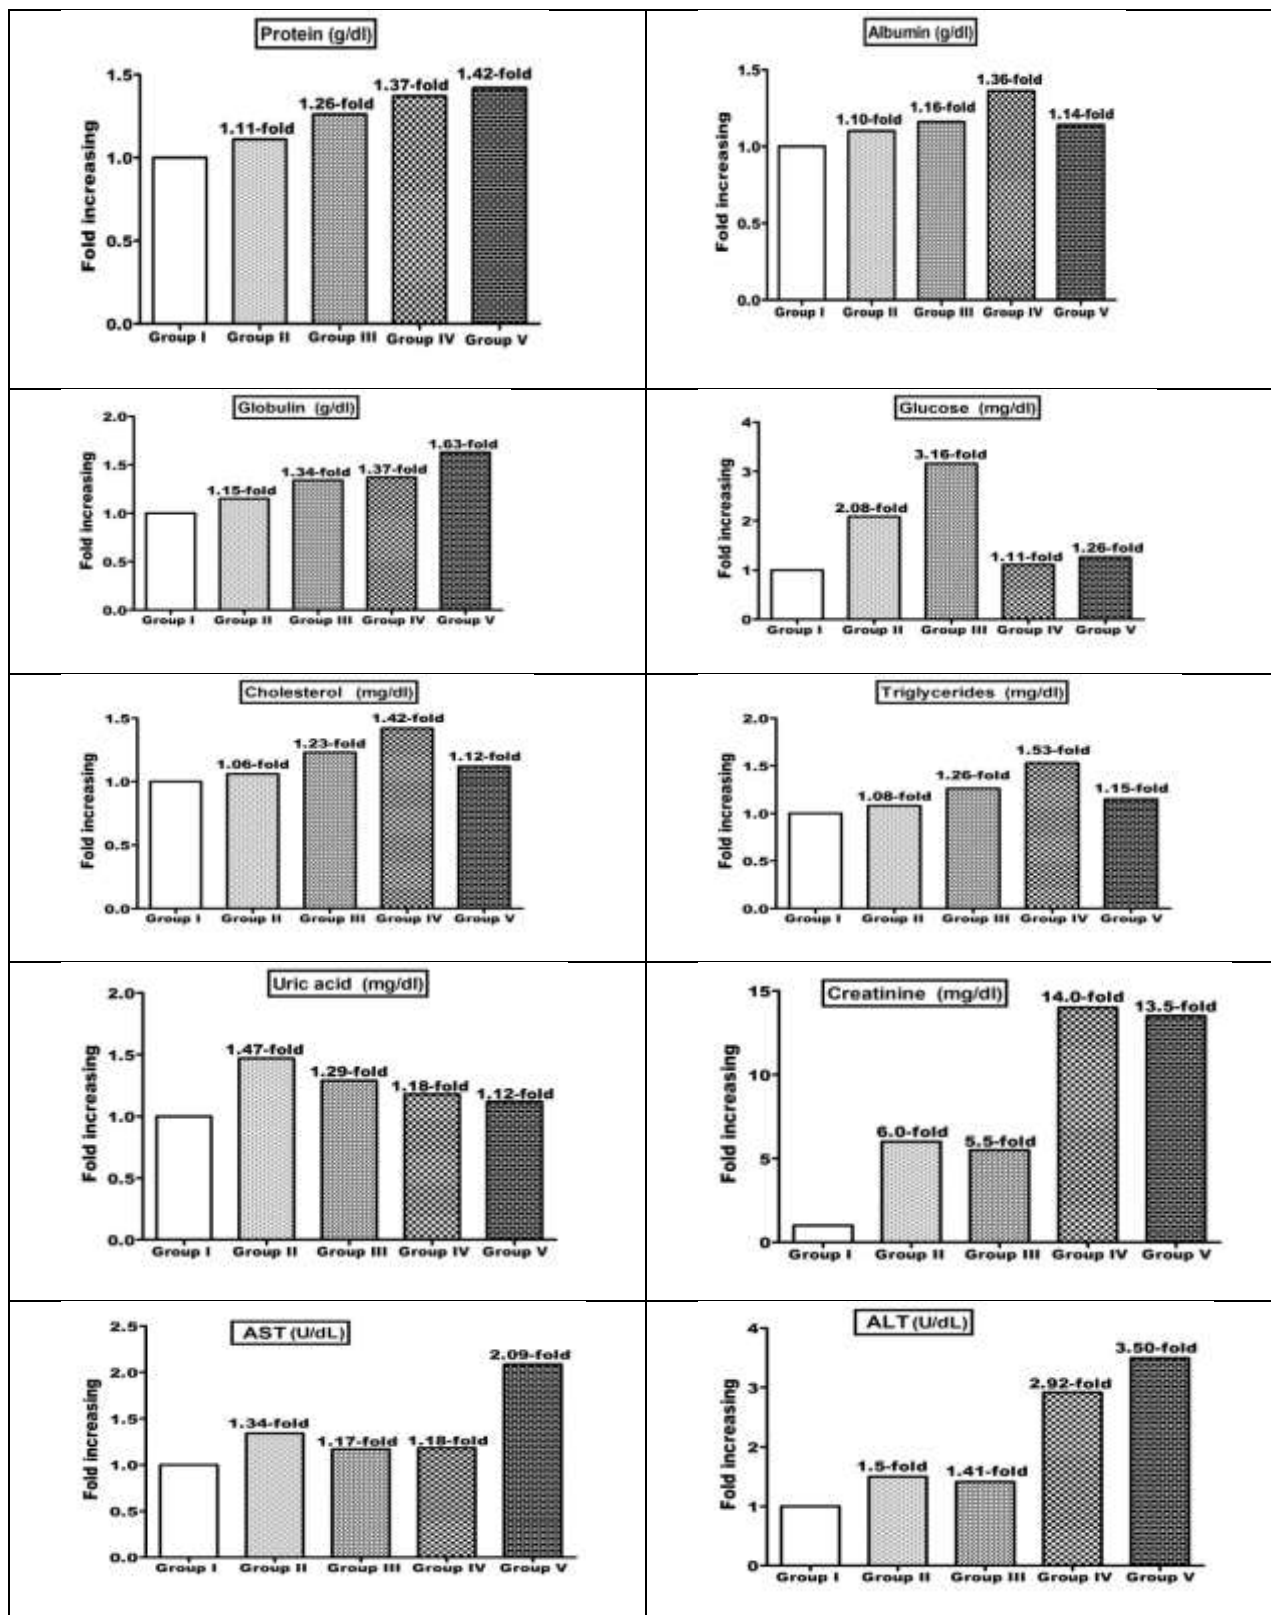 Protein (g/dl)
Fold increasing
1.5
1.0
0.5
0.0
1.11-fold
1.26-fold
1.37-fold
1.42-fold
Group I Group II Group III Group IV Group V
Albumin (g/dl)
Fold increasing
1.5
1.0
0.5
0.0
1.10-fold
1.16-fold
1.36-fold
1.14-fold
Group I Group II Group III Group IV Group V
Globulin (g/dl)
Fold increasing
2.0
1.5
1.0
0.5
0.0
1.15-fold
1.34-fold
1.37-fold
1.63-fold
Group I Group II Group III Group IV Group V
Glucose (mg/dl)
Fold increasing
4
3
2
1
0
2.08-fold
3.16-fold
1.11-fold
1.26-fold
Group I Group II Group III Group IV Group V
Cholesterol (mg/dl)
Fold increasing
1.5
1.0
0.5
0.0
1.06-fold
1.23-fold
1.42-fold
1.12-fold
Group I Group II Group III Group IV Group V
Triglycerides (mg/dl)
Fold increasing
2.0
1.5
1.0
0.5
0.0
1.08-fold
1.26-fold
1.53-fold
1.15-fold
Group I Group II Group III Group IV Group V
Uric acid (mg/dl)
Fold increasing
2.0
1.5
1.0
0.5
0.0
1.47-fold
1.29-fold
1.18-fold
1.12-fold
Group I Group II Group III Group IV Group V
Creatinine (mg/dl)
Fold increasing
15
10
5
0
6.0-fold
5.5-fold
14.0-fold
13.5-fold
Group I Group II Group III Group IV Group V
AST (U/dL)
Fold increasing
2.5
2.0
1.5
1.0
0.5
0.0
1.34-fold
1.17-fold
1.18-fold
2.09-fold
Group I Group II Group III Group IV Group V
ALT (U/dL)
Fold increasing
4
3
2
1
0
1.5-fold
1.41-fold
2.92-fold
3.50-fold
Group I Group II Group III Group IV Group V